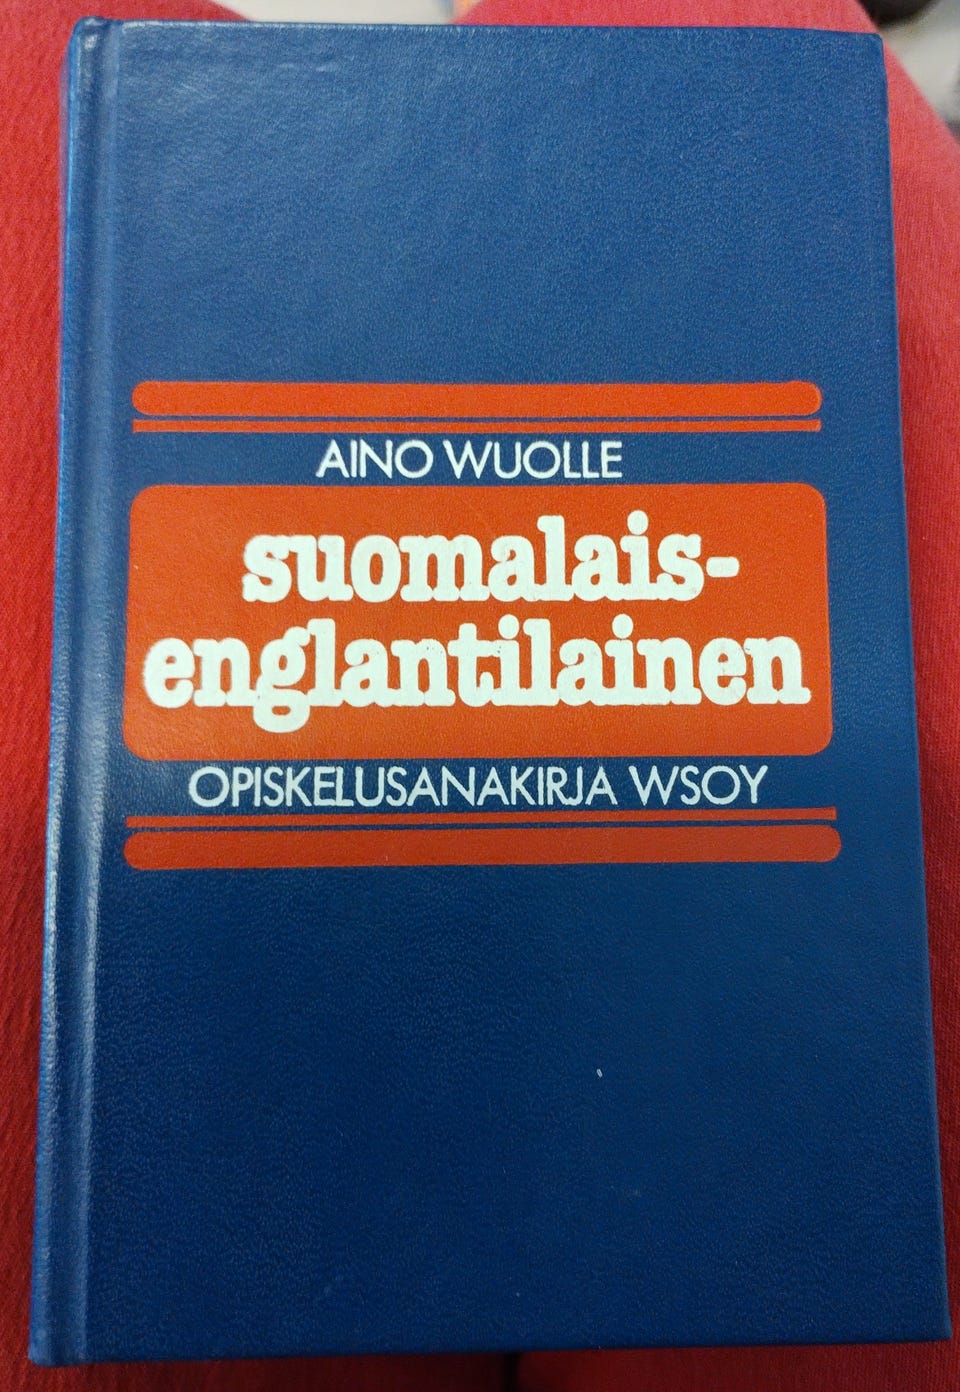 AINO WUOLLE
suomalais-
englantilainen
OPISKELUSANAKIRJA WSOY